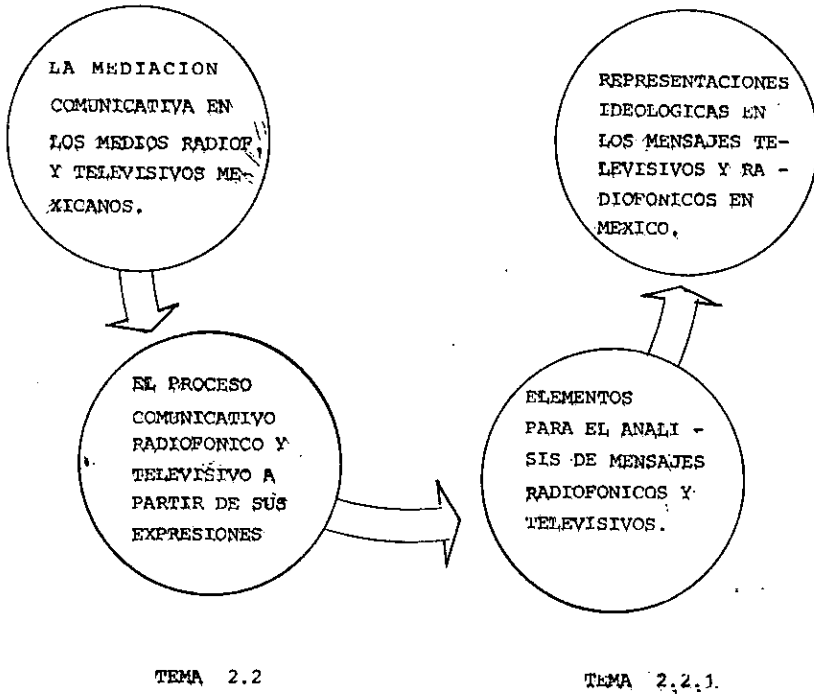 LA MEDIACION
COMUNICATIVA EN
LOS MEDIOS RADIOF.
Y TELEVISIVOS ME-
XICANOS.
EL PROCESO
COMUNICATIVO
RADIOFONICO Y
TELEVISIVO A
PARTIR DE SUS
EXPRESIONES
ELEMENTOS
PARA EL ANALI -
SIS DE MENSAJES
RADIOFONICOS Y
TELEVISIVOS.
REPRESENTACIONES
IDEOLOGICAS EN
LOS MENSAJES TE-
LEVISIVOS Y RA -
DIOFONICOS EN
MEXICO.
TEMA 2.2
TEMA 2.2.1